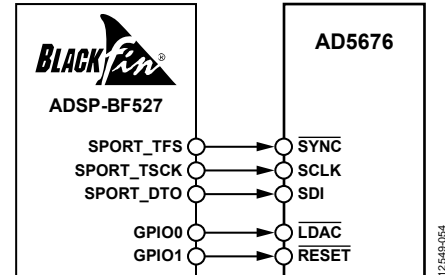 BLACKfin®
ADSP-BF527
AD5676
SPORT_TFS SYNC
SPORT_TSCK SCLK
SPORT_DTO SDI
GPIO0 LDAC
GPIO1 RESET
12549-054